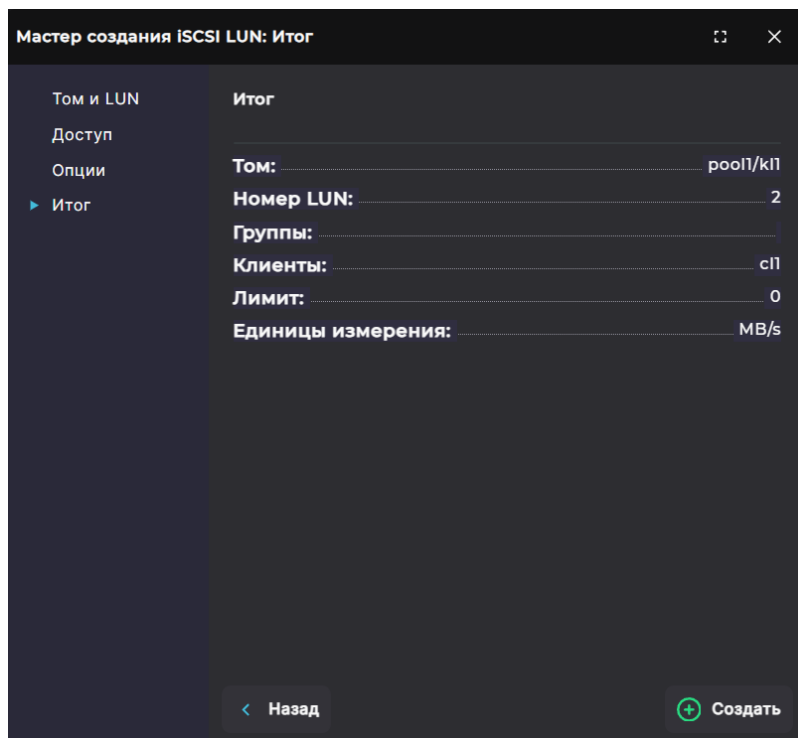 Мастер создания iSCSI LUN: Итог
Том и LUN
Доступ
Опции
Итог
Итог
Том: pool1/kl1
Номер LUN: 2
Группы:
Клиенты: cl1
Лимит: 0
Единицы измерения: MB/s
Назад
Создать